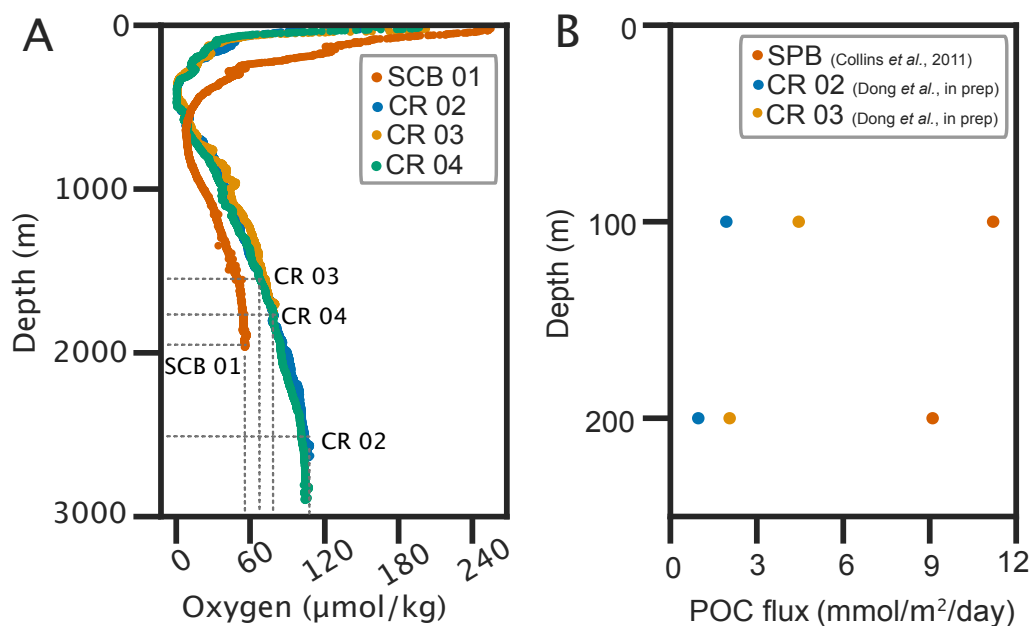 A
0
1000
2000
3000
Depth (m)
SCB 01
CR 02
CR 03
CR 04
CR 03
CR 04
SCB 01
CR 02
0
60
120
180
240
Oxygen (μmol/kg)
B
0
100
200
Depth (m)
SPB (Collins et al., 2011)
CR 02 (Dong et al., in prep)
CR 03 (Dong et al., in prep)
0
3
6
9
12
POC flux (mmol/m²/day)